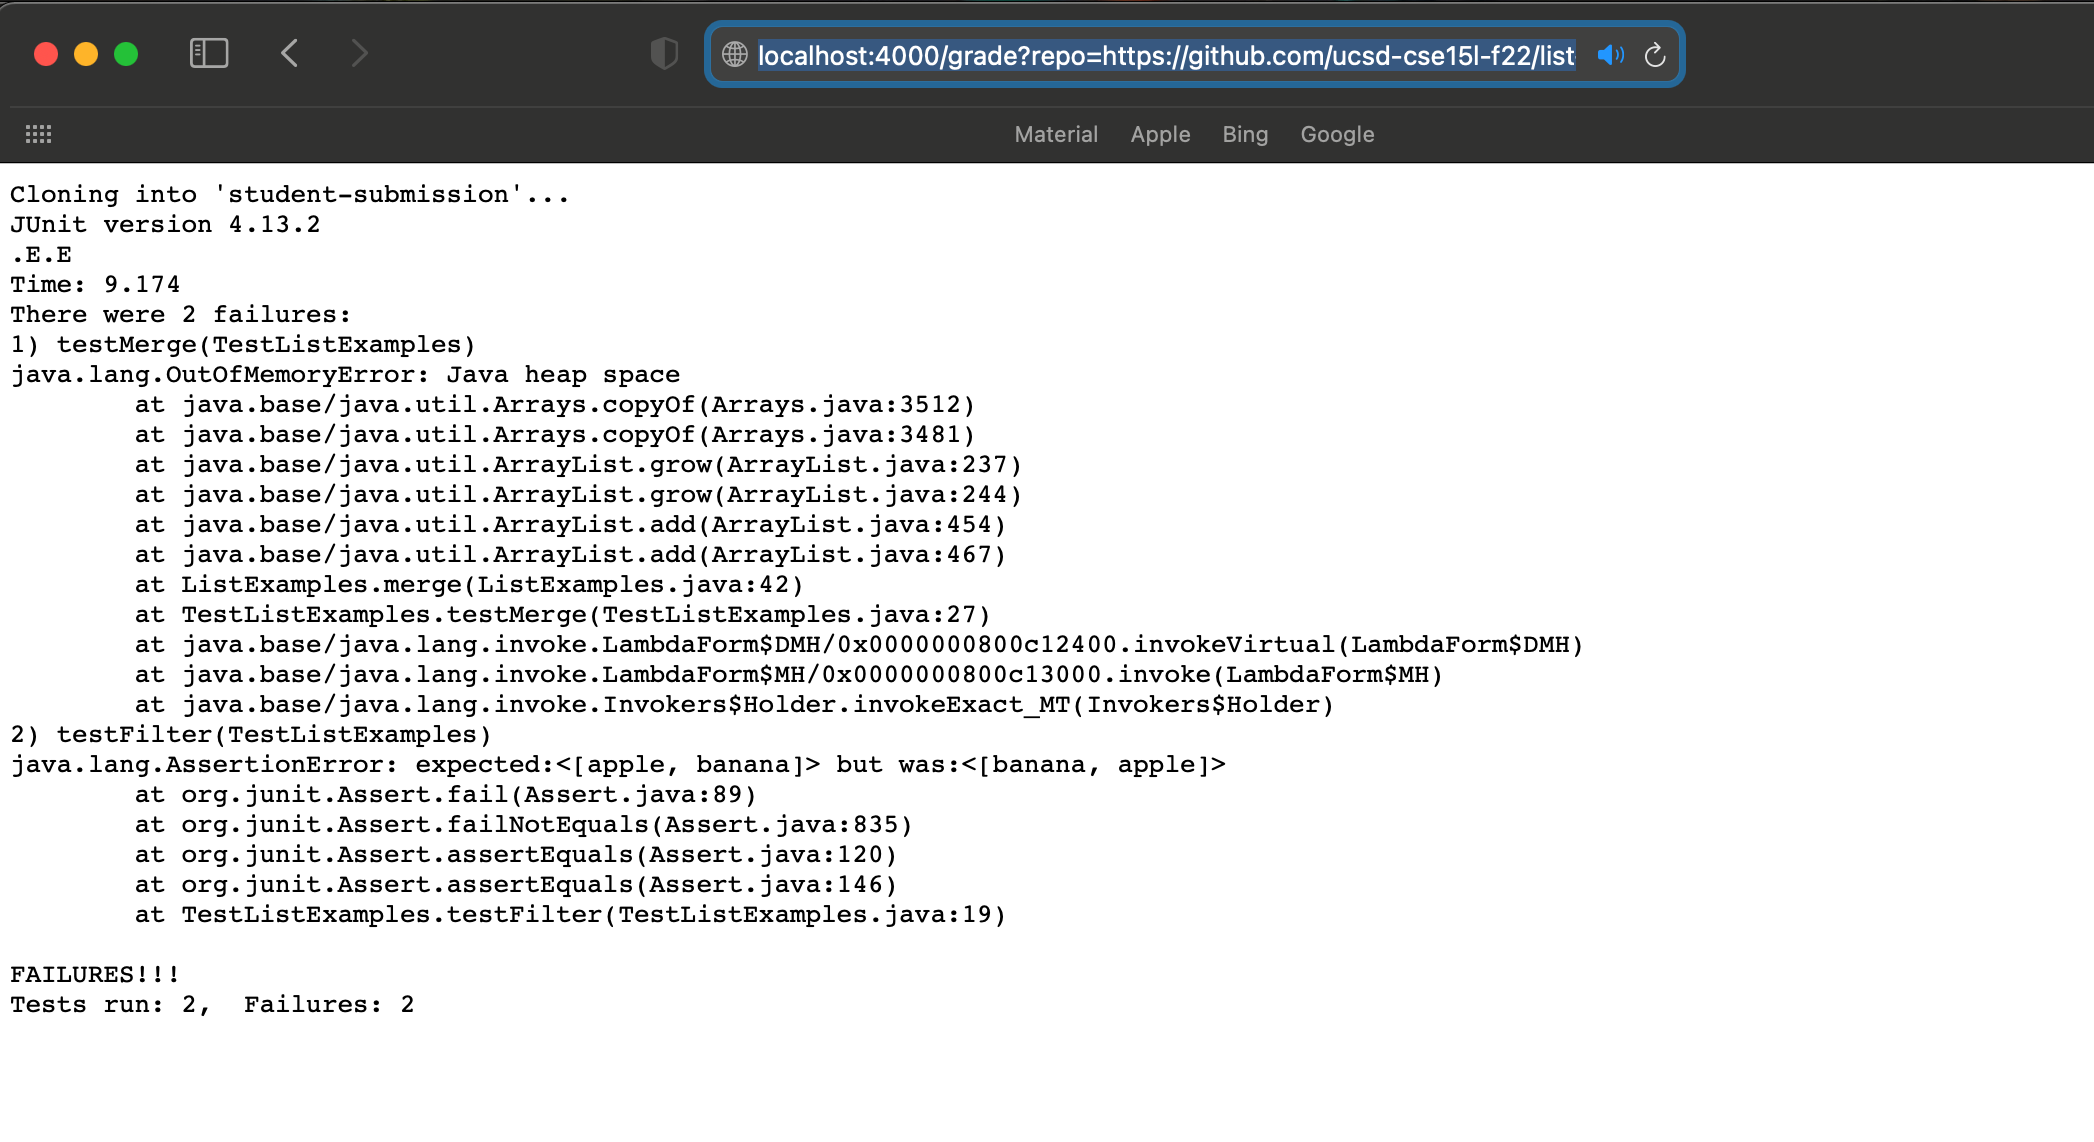 localhost:4000/grade?repo=https://github.com/ucsd-cse15l-f22/list
Material Apple Bing Google
Cloning into 'student-submission'...
JUnit version 4.13.2
.E.E
Time: 9.174
There were 2 failures:
1) testMerge(TestListExamples)
java.lang.OutOfMemoryError: Java heap space
        at java.base/java.util.Arrays.copyOf(Arrays.java:3512)
        at java.base/java.util.Arrays.copyOf(Arrays.java:3481)
        at java.base/java.util.ArrayList.grow(ArrayList.java:237)
        at java.base/java.util.ArrayList.grow(ArrayList.java:244)
        at java.base/java.util.ArrayList.add(ArrayList.java:454)
        at java.base/java.util.ArrayList.add(ArrayList.java:467)
        at ListExamples.merge(ListExamples.java:42)
        at TestListExamples.testMerge(TestListExamples.java:27)
        at java.base/java.lang.invoke.LambdaForm$DMH/0x0000000800c12400.invokeVirtual(LambdaForm$DMH)
        at java.base/java.lang.invoke.LambdaForm$MH/0x0000000800c13000.invoke(LambdaForm$MH)
        at java.base/java.lang.invoke.Invokers$Holder.invokeExact_MT(Invokers$Holder)
2) testFilter(TestListExamples)
java.lang.AssertionError: expected:<[apple, banana]> but was:<[banana, apple]>
        at org.junit.Assert.fail(Assert.java:89)
        at org.junit.Assert.failNotEquals(Assert.java:835)
        at org.junit.Assert.assertEquals(Assert.java:120)
        at org.junit.Assert.assertEquals(Assert.java:146)
        at TestListExamples.testFilter(TestListExamples.java:19)
FAILURES!!!
Tests run: 2,  Failures: 2